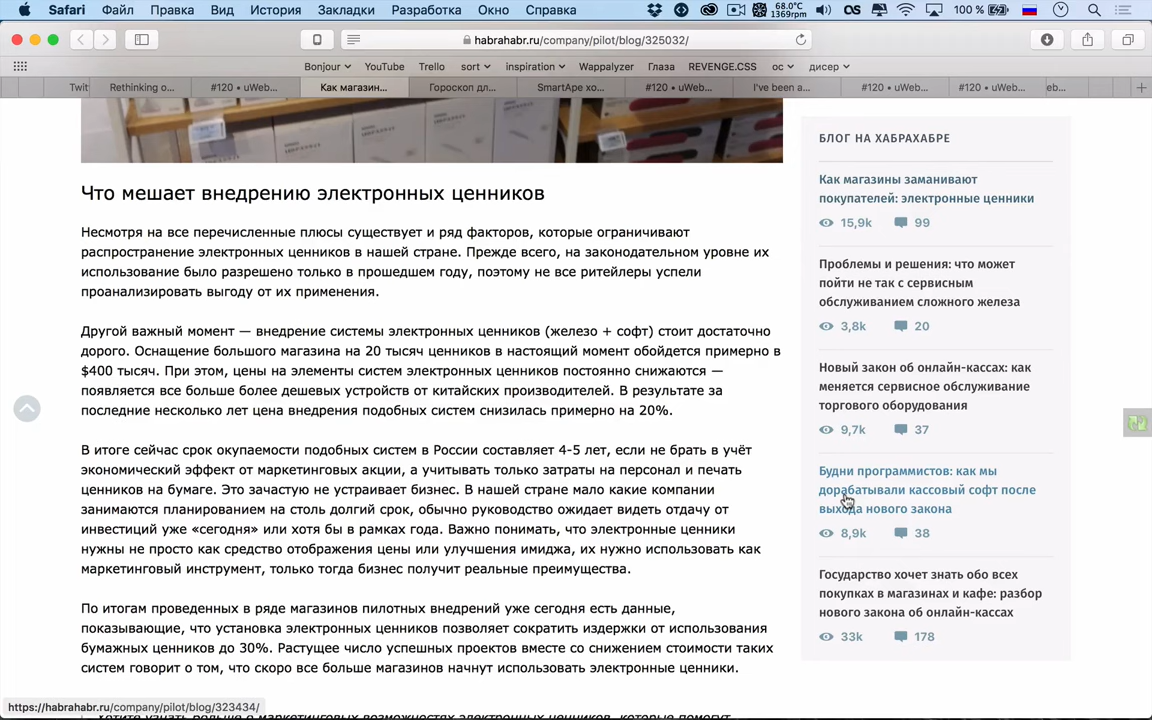 Safari Файл Правка Вид История Закладки Разработка Окно Справка
68.0°C
1369rpm
100 %
habrahabr.ru/company/pilot/blog/325032/
Bonjour YouTube Trello sort inspiration Wappalyzer Глаза REVENGE.CSS ос дисер
Twit Rethinking o... #120 • uWeb... Как магазин... Гороскоп дл... SmartApe хо... #120 • uWeb... I've been a... #120 • uWeb... #120 • uWeb... eb...
Что мешает внедрению электронных ценников
Несмотря на все перечисленные плюсы существует и ряд факторов, которые ограничивают
распространение электронных ценников в нашей стране. Прежде всего, на законодательном уровне их
использование было разрешено только в прошедшем году, поэтому не все ритейлеры успели
проанализировать выгоду от их применения.
Другой важный момент — внедрение системы электронных ценников (железо + софт) стоит достаточно
дорого. Оснащение большого магазина на 20 тысяч ценников в настоящий момент обойдется примерно в
$400 тысяч. При этом, цены на элементы систем электронных ценников постоянно снижаются —
появляется все больше более дешевых устройств от китайских производителей. В результате за
последние несколько лет цена внедрения подобных систем снизилась примерно на 20%.
В итоге сейчас срок окупаемости подобных систем в России составляет 4-5 лет, если не брать в учёт
экономический эффект от маркетинговых акции, а учитывать только затраты на персонал и печать
ценников на бумаге. Это зачастую не устраивает бизнес. В нашей стране мало какие компании
занимаются планированием на столь долгий срок, обычно руководство ожидает видеть отдачу от
инвестиций уже «сегодня» или хотя бы в рамках года. Важно понимать, что электронные ценники
нужны не просто как средство отображения цены или улучшения имиджа, их нужно использовать как
маркетинговый инструмент, только тогда бизнес получит реальные преимущества.
По итогам проведенных в ряде магазинов пилотных внедрений уже сегодня есть данные,
показывающие, что установка электронных ценников позволяет сократить издержки от использования
бумажных ценников до 30%. Растущее число успешных проектов вместо со снижением стоимости таких
систем говорит о том, что скоро все больше магазинов начнут использовать электронные ценники.
Хотите узнать больше о маркетинговых возможностях электронных ценников, которые помогут
БЛОГ НА ХАБРАХАБРЕ
Как магазины заманивают
покупателей: электронные ценники
15,9k 99
Проблемы и решения: что может
пойти не так с сервисным
обслуживанием сложного железа
3,8k 20
Новый закон об онлайн-кассах: как
меняется сервисное обслуживание
торгового оборудования
9,7k 37
Будни программистов: как мы
дорабатывали кассовый софт после
выхода нового закона
8,9k 38
Государство хочет знать обо всех
покупках в магазинах и кафе: разбор
нового закона об онлайн-кассах
33k 178
https://habrahabr.ru/company/pilot/blog/323434/